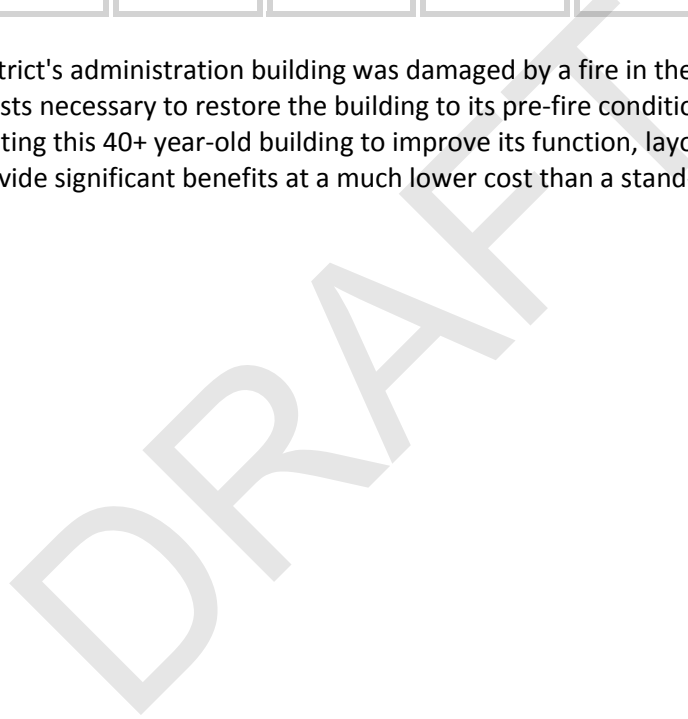 trict's administration building was damaged by a fire in the
sts necessary to restore the building to its pre-fire conditio
ting this 40+ year-old building to improve its function, layo
vide significant benefits at a much lower cost than a stand
DRAFT